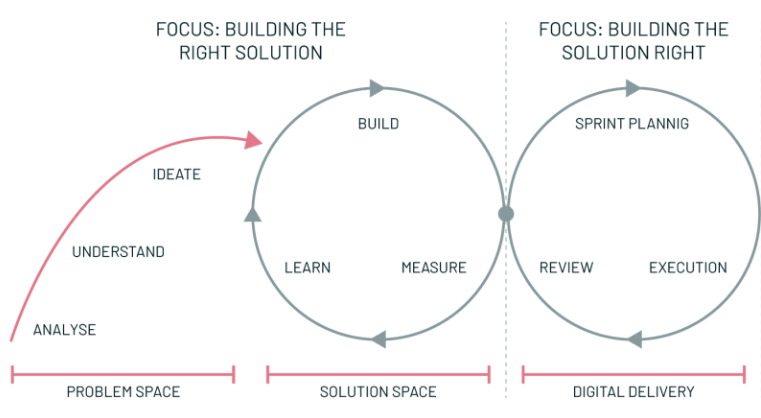 FOCUS: BUILDING THE
RIGHT SOLUTION
FOCUS: BUILDING THE
SOLUTION RIGHT
BUILD
SPRINT PLANNIG
IDEATE
UNDERSTAND
LEARN
MEASURE
REVIEW
EXECUTION
ANALYSE
PROBLEM SPACE
SOLUTION SPACE
DIGITAL DELIVERY